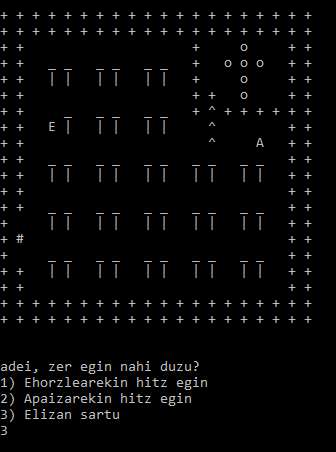 E
A
adei, zer egin nahi duzu?
1) Ehorzlearekin hitz egin
2) Apaizarekin hitz egin
3) Elizan sartu
3